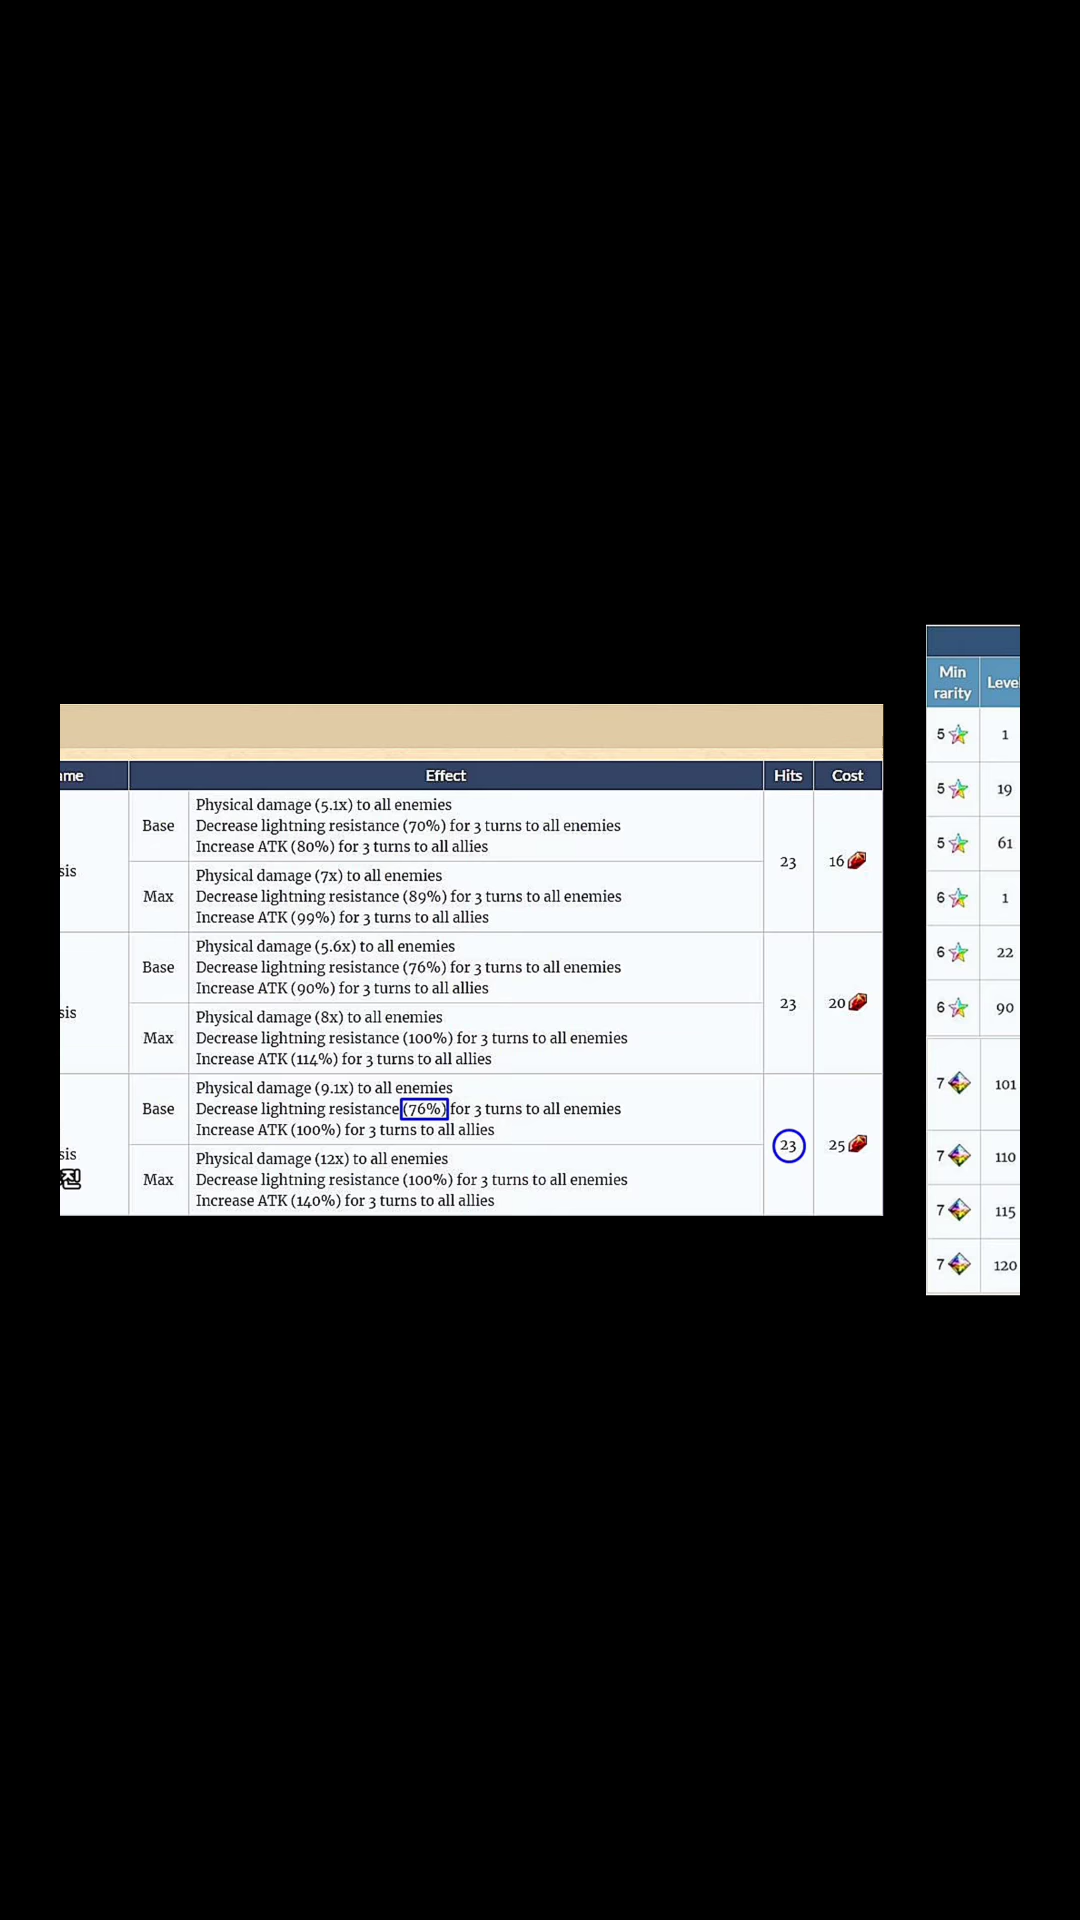 ame Effect Hits Cost
sis
Base
Physical damage (5.1x) to all enemies
Decrease lightning resistance (70%) for 3 turns to all enemies
Increase ATK (80%) for 3 turns to all allies
Max
Physical damage (7x) to all enemies
Decrease lightning resistance (89%) for 3 turns to all enemies
Increase ATK (99%) for 3 turns to all allies
23
16
sis
Base
Physical damage (5.6x) to all enemies
Decrease lightning resistance (76%) for 3 turns to all enemies
Increase ATK (90%) for 3 turns to all allies
Max
Physical damage (8x) to all enemies
Decrease lightning resistance (100%) for 3 turns to all enemies
Increase ATK (114%) for 3 turns to all allies
23
20
sis
Base
Physical damage (9.1x) to all enemies
Decrease lightning resistance (76%) for 3 turns to all enemies
Increase ATK (100%) for 3 turns to all allies
Max
Physical damage (12x) to all enemies
Decrease lightning resistance (100%) for 3 turns to all enemies
Increase ATK (140%) for 3 turns to all allies
23
25
Min
rarity
Leve
5 1
5 19
5 61
6 1
6 22
6 90
7 101
7 110
7 115
7 120